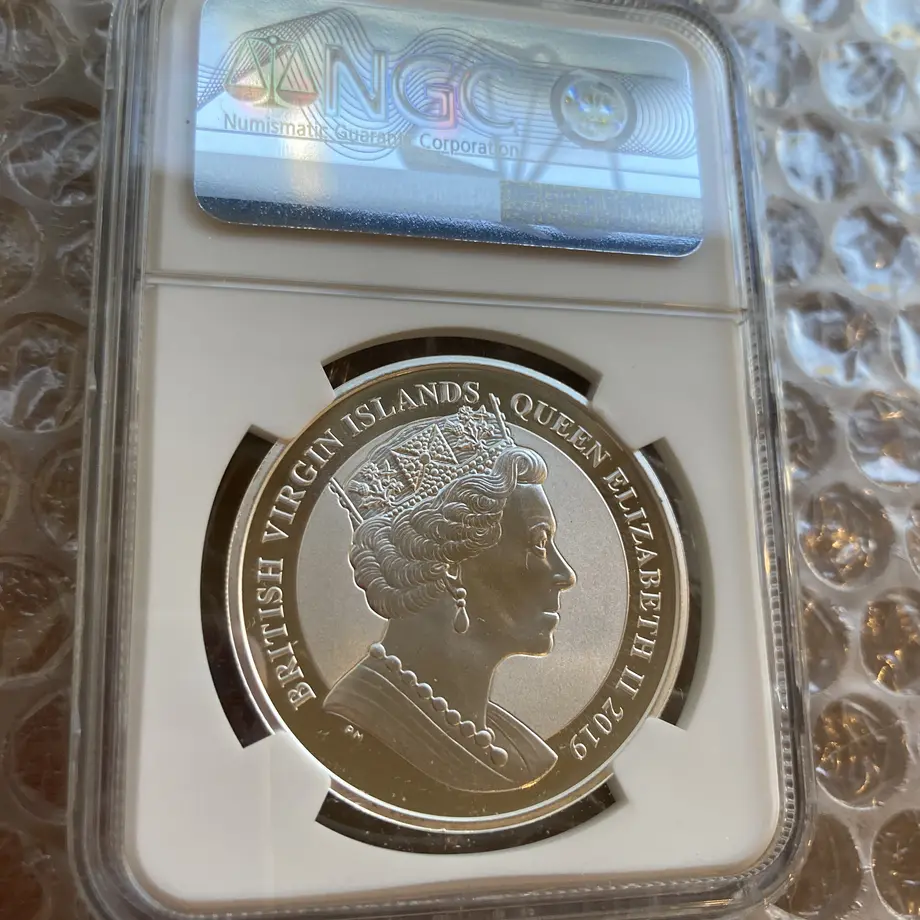 NGC
Numismatic Guaranty Corporation
BRITISH VIRGIN ISLANDS QUEEN ELIZABETH II 2019
PM